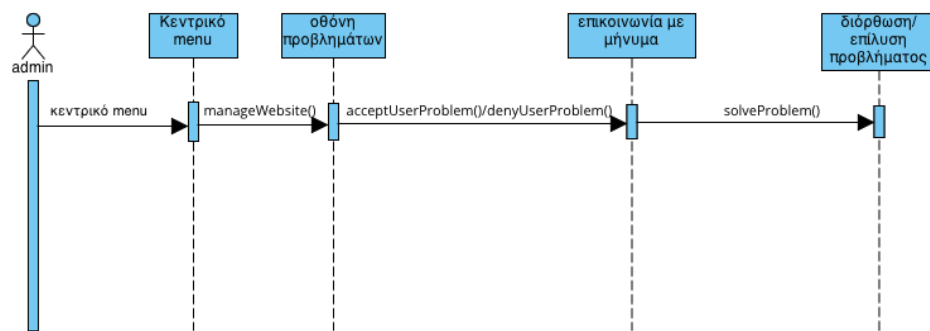 Κεντρικό
menu
οθόνη
προβλημάτων
επικοινωνία με
μήνυμα
διόρθωση/
επίλυση
προβλήματος
admin
κεντρικό menu
manageWebsite()
acceptUserProblem()/denyUserProblem()
solveProblem()